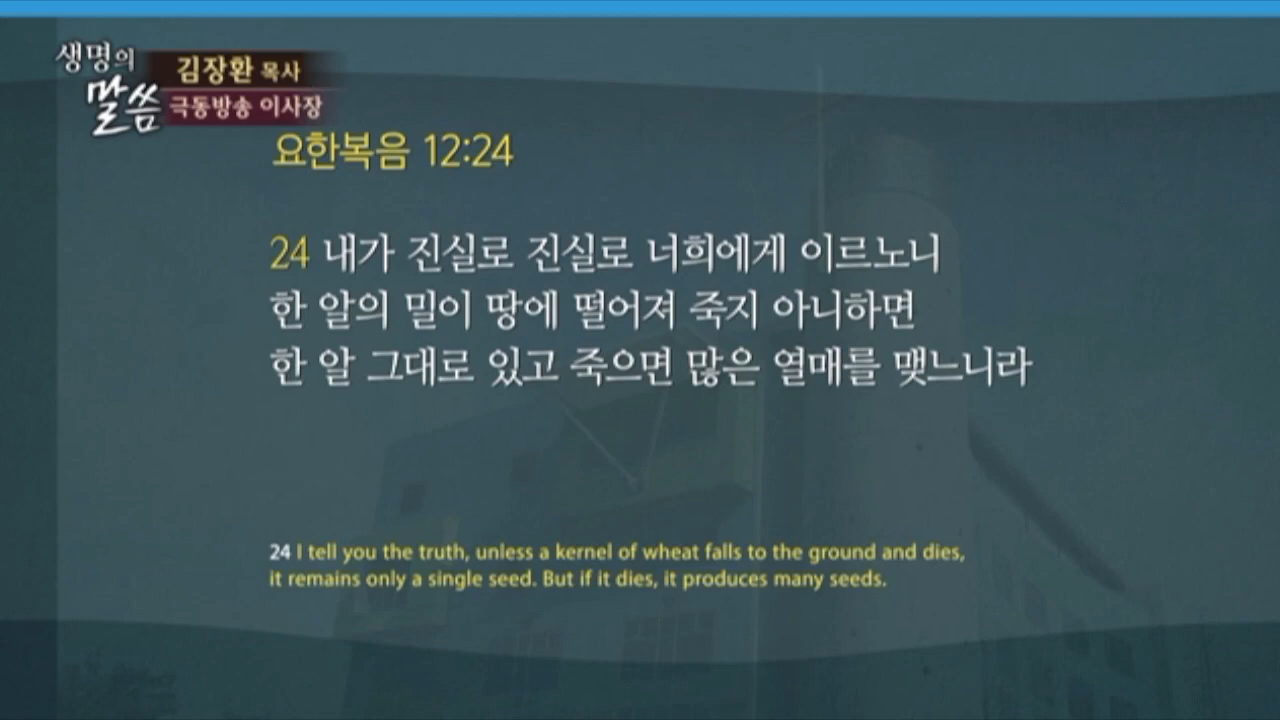 생명의
말씀
김장환 목사
극동방송 이사장
요한복음 12:24
24 내가 진실로 진실로 너희에게 이르노니
한 알의 밀이 땅에 떨어져 죽지 아니하면
한 알 그대로 있고 죽으면 많은 열매를 맺느니라
24 I tell you the truth, unless a kernel of wheat falls to the ground and dies,
it remains only a single seed. But if it dies, it produces many seeds.